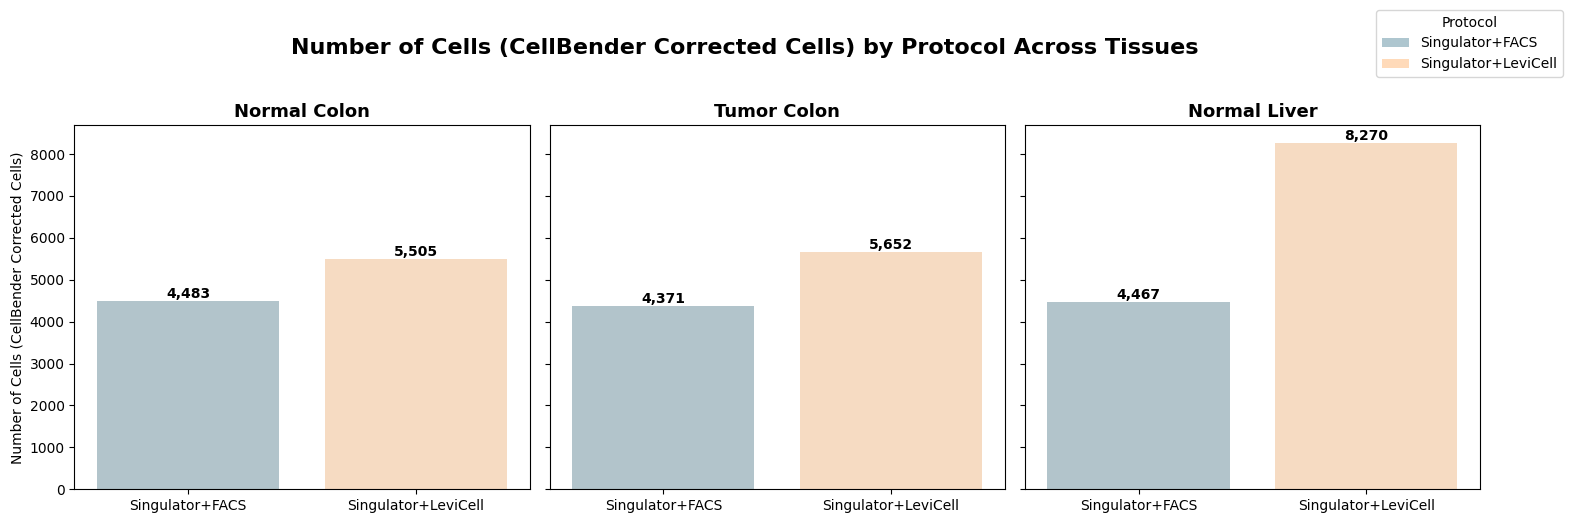 Number of Cells (CellBender Corrected Cells) by Protocol Across Tissues
Protocol
Singulator+FACS
Singulator+LeviCell
Normal Colon
Tumor Colon
Normal Liver
Number of Cells (CellBender Corrected Cells)
8000
7000
6000
5000
4000
3000
2000
1000
0
4,483
5,505
4,371
5,652
4,467
8,270
Singulator+FACS
Singulator+LeviCell
Singulator+FACS
Singulator+LeviCell
Singulator+FACS
Singulator+LeviCell